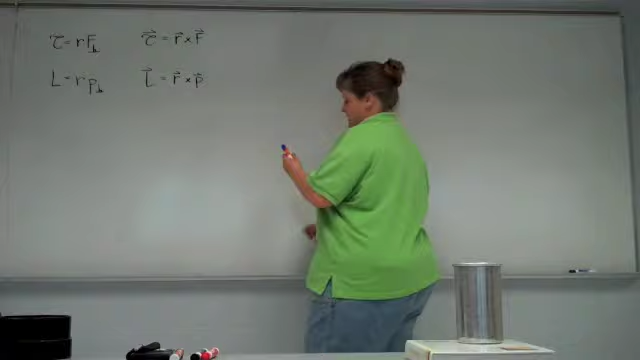 τ = rF⊥ τ⃗ = r⃗ × F⃗
L = rp⊥ L⃗ = r⃗ × p⃗